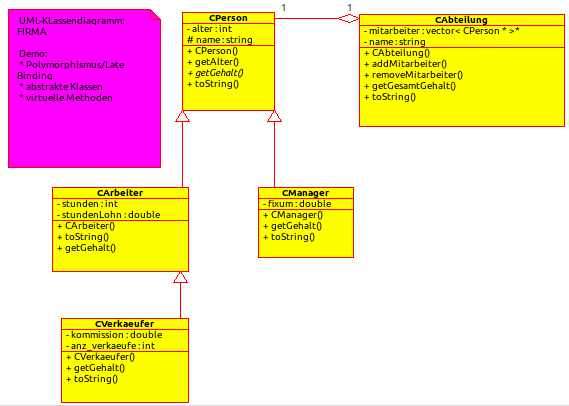 UML-KLassendiagramm:
FIRMA
Demo:
* Polymorphismus/Late
Binding
* abstrakte Klassen
* virtuelle Methoden
CPerson
- alter : int
# name : string
+ CPerson()
+ getAlter()
+ getGehalt()
+ toString()
1
1
CAbteilung
- mitarbeiter : vector< CPerson * >*
- name : string
+ CAbteilung()
+ addMitarbeiter()
+ removeMitarbeiter()
+ getGesamtGehalt()
+ toString()
CArbeiter
- stunden : int
- stundenLohn : double
+ CArbeiter()
+ toString()
+ getGehalt()
CManager
- fixum : double
+ CManager()
+ getGehalt()
+ toString()
CVerkaeufer
- kommission : double
- anz_verkaeufe : int
+ CVerkaeufer()
+ getGehalt()
+ toString()